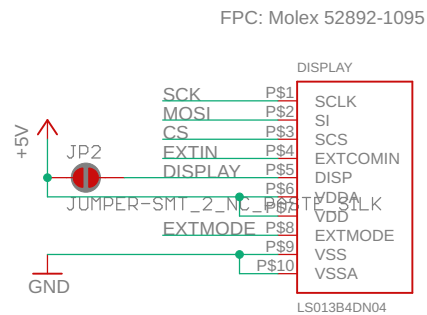 FPC: Molex 52892-1095
DISPLAY
SCK P$1 SCLK
MOSI P$2 SI
CS P$3 SCS
EXTIN P$4 EXTCOMIN
+5V JP2 DISPLAY P$5 DISP
P$6 VDDA
JUMPER-SMT_2_NC_PASTE_SILK P$7 VDD
EXTMODE P$8 EXTMODE
P$9 VSS
P$10 VSSA
GND
LS013B4DN04